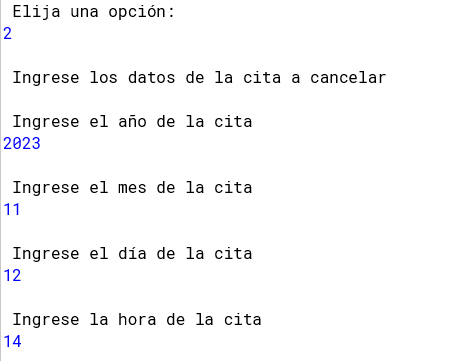 Elija una opción:
2
Ingrese los datos de la cita a cancelar
Ingrese el año de la cita
2023
Ingrese el mes de la cita
11
Ingrese el día de la cita
12
Ingrese la hora de la cita
14